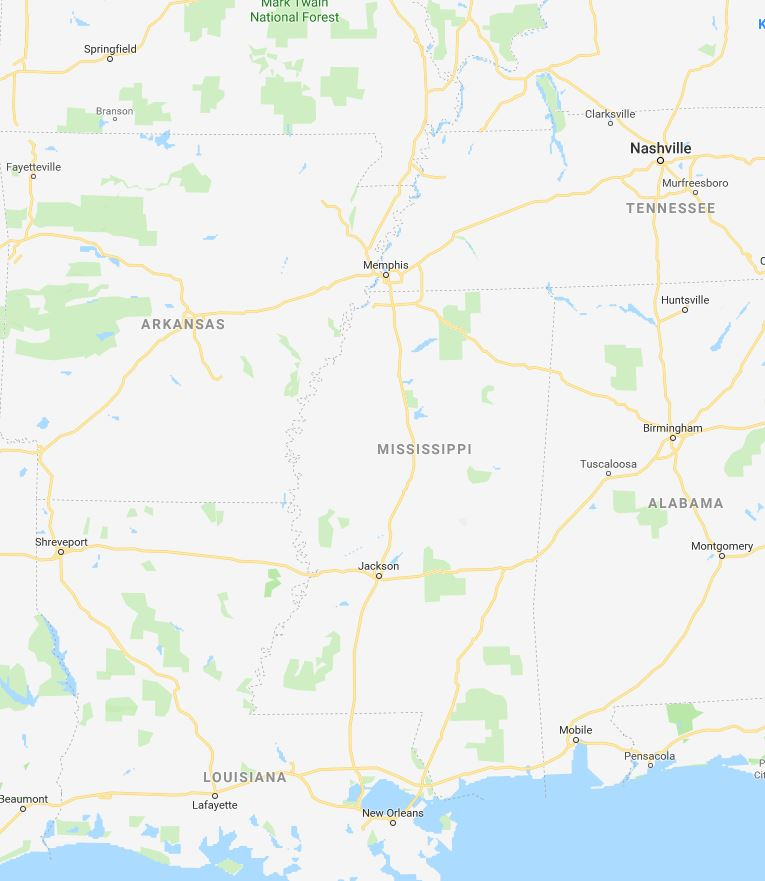 Mark Twain
National Forest
K
Springfield
Branson
Clarksville
Nashville
Fayetteville
Murfreesboro
TENNESSEE
Memphis
C
Huntsville
ARKANSAS
Birmingham
MISSISSIPPI
Tuscaloosa
ALABAMA
Shreveport
Montgomery
Jackson
Mobile
Pensacola
P
Cit
LOUISIANA
Beaumont
Lafayette
New Orleans